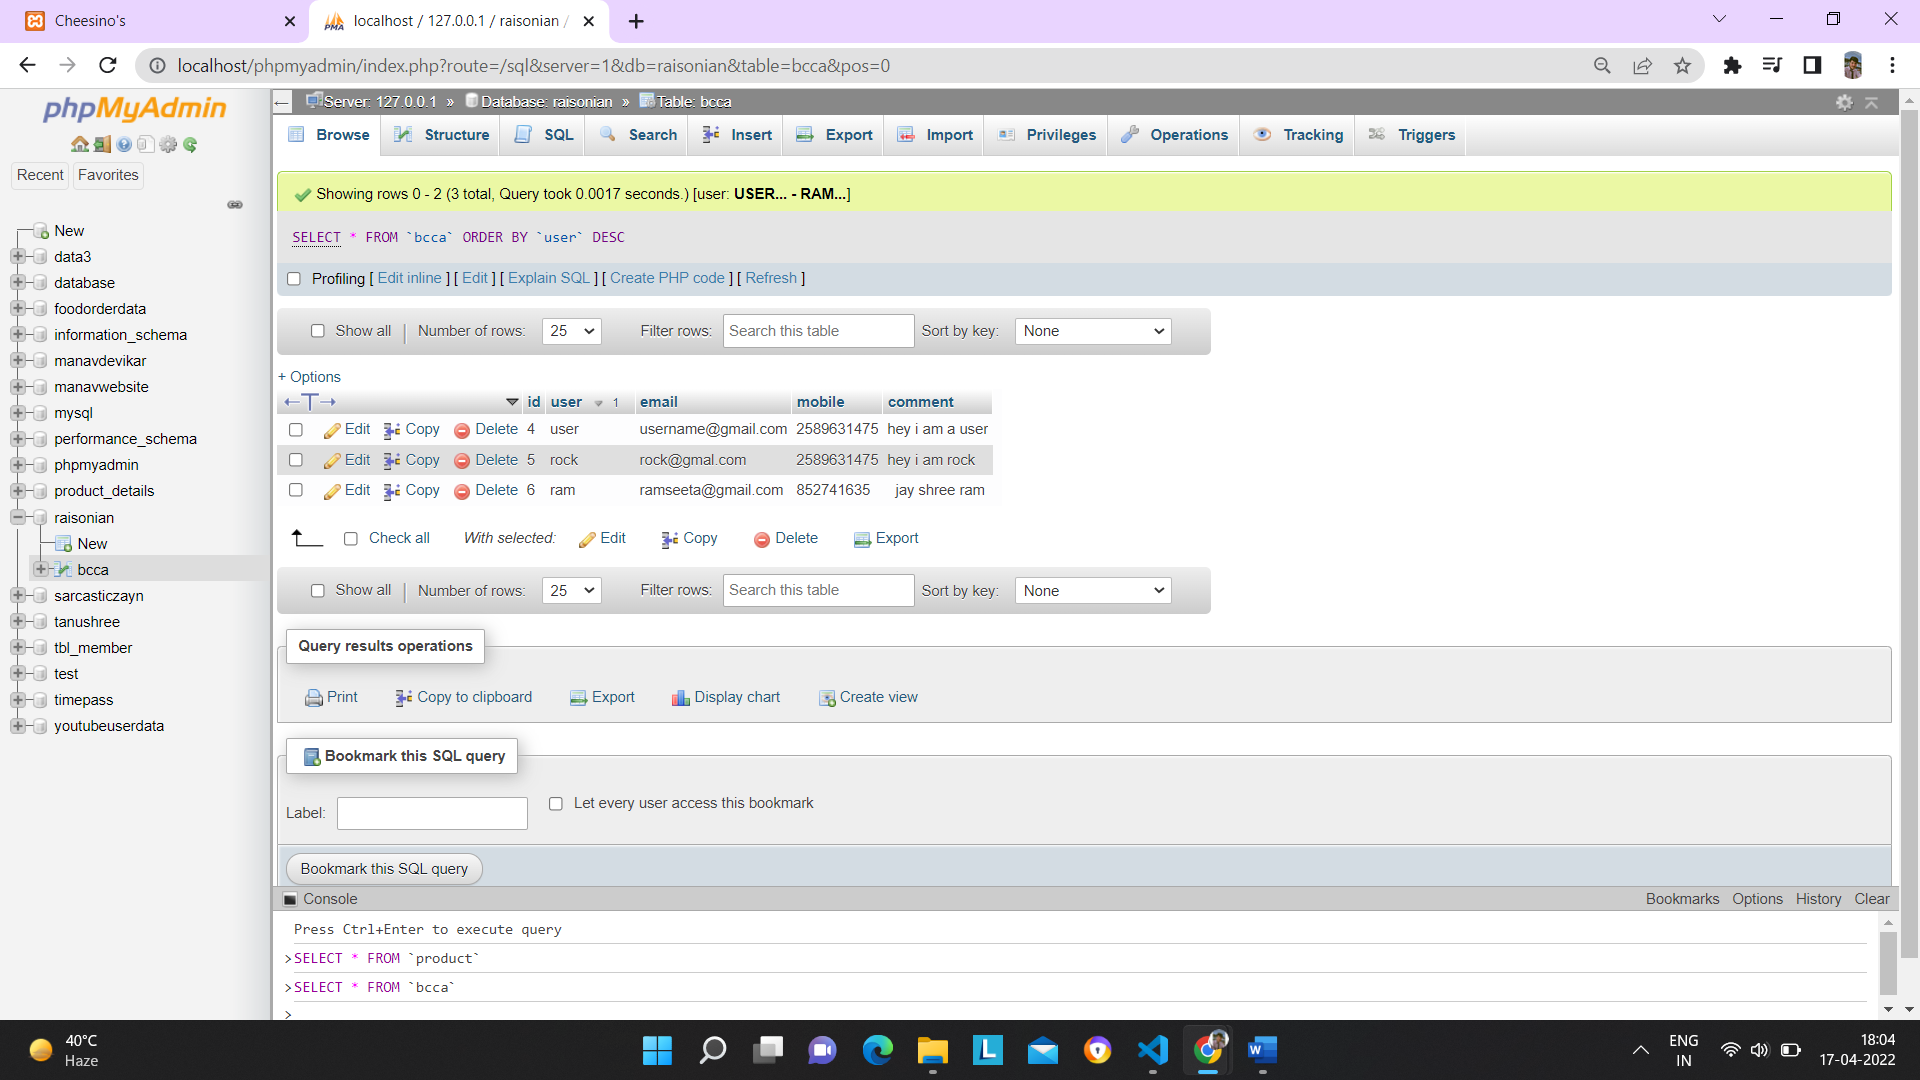 Cheesino's
localhost / 127.0.0.1 / raisonian /
localhost/phpmyadmin/index.php?route=/sql&server=1&db=raisonian&table=bcca&pos=0
phpMyAdmin
Recent Favorites
New
data3
database
foodorderdata
information_schema
manavdevikar
manavwebsite
mysql
performance_schema
phpmyadmin
product_details
raisonian
New
bcca
sarcasticzayn
tanushree
tbl_member
test
timepass
youtubeuserdata
Server: 127.0.0.1 » Database: raisonian » Table: bcca
Browse Structure SQL Search Insert Export Import Privileges Operations Tracking Triggers
Showing rows 0 - 2 (3 total, Query took 0.0017 seconds.) [user: USER... - RAM...]
SELECT * FROM `bcca` ORDER BY `user` DESC
Profiling [ Edit inline ] [ Edit ] [ Explain SQL ] [ Create PHP code ] [ Refresh ]
Show all | Number of rows: 25 Filter rows: Search this table Sort by key: None
+ Options
id user 1 email mobile comment
Edit Copy Delete 4 user username@gmail.com 2589631475 hey i am a user
Edit Copy Delete 5 rock rock@gmal.com 2589631475 hey i am rock
Edit Copy Delete 6 ram ramseeta@gmail.com 852741635 jay shree ram
Check all With selected: Edit Copy Delete Export
Show all | Number of rows: 25 Filter rows: Search this table Sort by key: None
Query results operations
Print Copy to clipboard Export Display chart Create view
Bookmark this SQL query
Label: Let every user access this bookmark
Bookmark this SQL query
Console Bookmarks Options History Clear
Press Ctrl+Enter to execute query
>SELECT * FROM `product`
>SELECT * FROM `bcca`
>
40°C
Haze
ENG
IN
18:04
17-04-2022